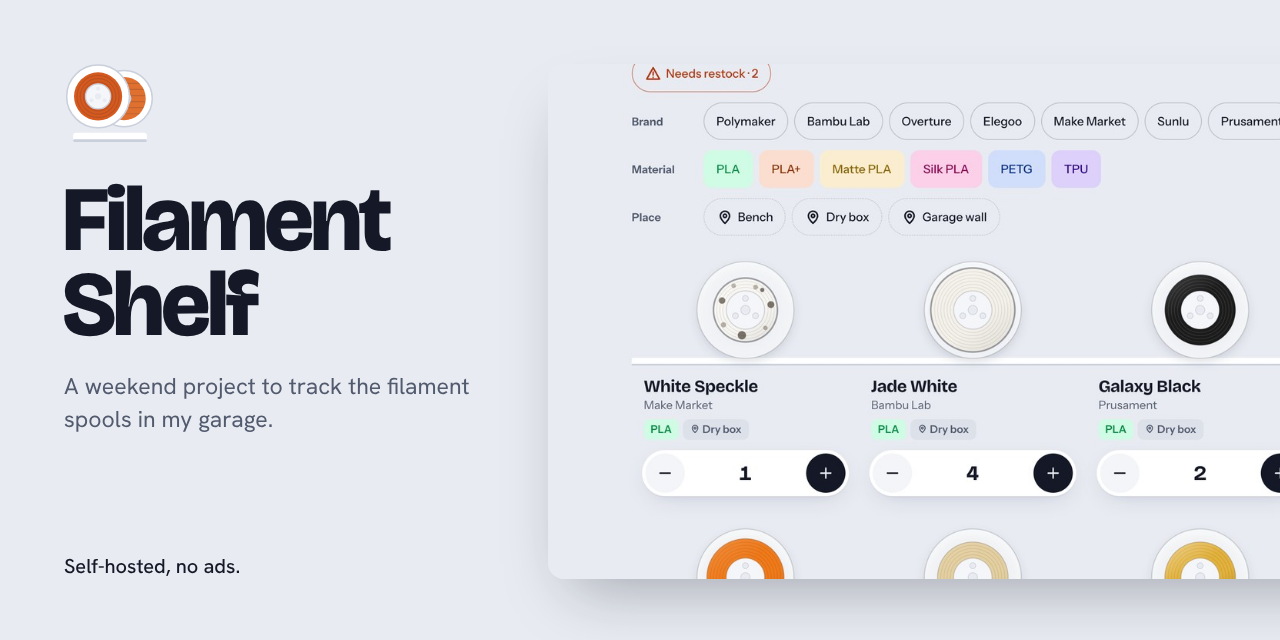 Filament
Shelf
A weekend project to track the filament
spools in my garage.
Self-hosted, no ads.
Needs restock · 2
Brand
Polymaker
Bambu Lab
Overture
Elegoo
Make Market
Sunlu
Prusament
Material
PLA
PLA+
Matte PLA
Silk PLA
PETG
TPU
Place
Bench
Dry box
Garage wall
White Speckle
Make Market
PLA
Dry box
− 1 +
Jade White
Bambu Lab
PLA
Dry box
− 4 +
Galaxy Black
Prusament
PLA
Dry box
− 2 +